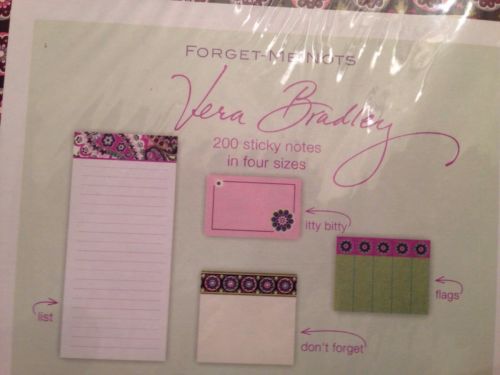 FORGET-ME-NOTS
Vera Bradley
200 sticky notes
in four sizes
itty bitty
flags
list
don't forget